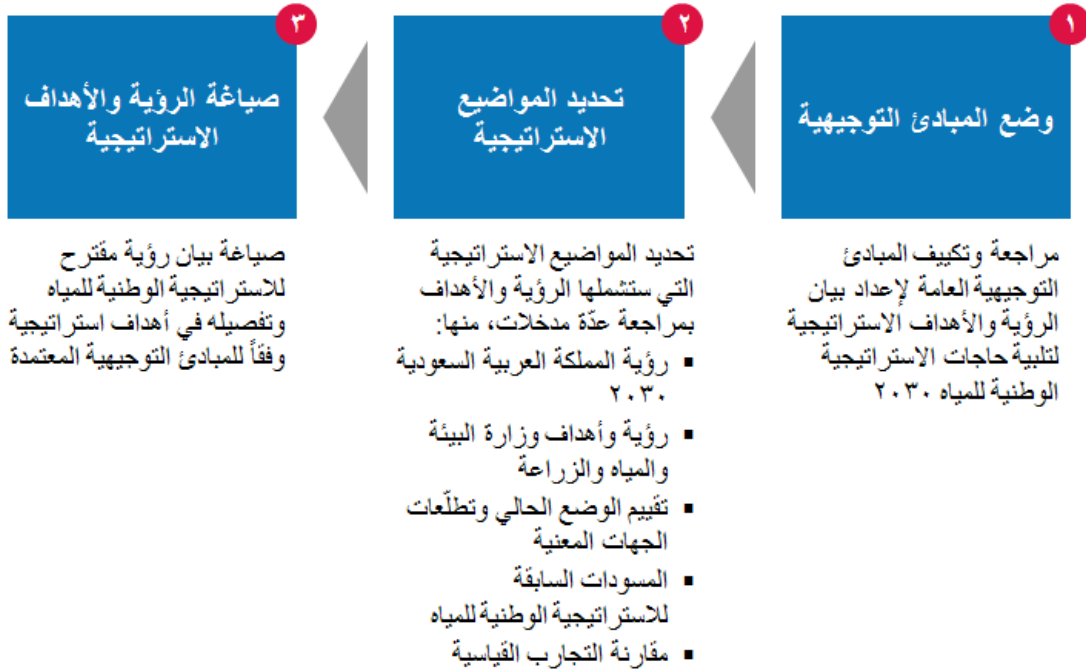 ١
وضع المبادئ التوجيهية
مراجعة وتكييف المبادئ
التوجيهية العامة لإعداد بيان
الرؤية والأهداف الاستراتيجية
لتلبية حاجات الاستراتيجية
الوطنية للمياه ٢٠٣٠
٢
تحديد المواضيع
الاستراتيجية
تحديد المواضيع الاستراتيجية
التي ستشملها الرؤية والأهداف
بمراجعة عدّة مدخلات، منها:
▪ رؤية المملكة العربية السعودية
٢٠٣٠
▪ رؤية وأهداف وزارة البيئة
والمياه والزراعة
▪ تقييم الوضع الحالي وتطلّعات
الجهات المعنية
▪ المسودات السابقة
للاستراتيجية الوطنية للمياه
▪ مقارنة التجارب القياسية
٣
صياغة الرؤية والأهداف
الاستراتيجية
صياغة بيان رؤية مقترح
للاستراتيجية الوطنية للمياه
وتفصيله في أهداف استراتيجية
وفقاً للمبادئ التوجيهية المعتمدة